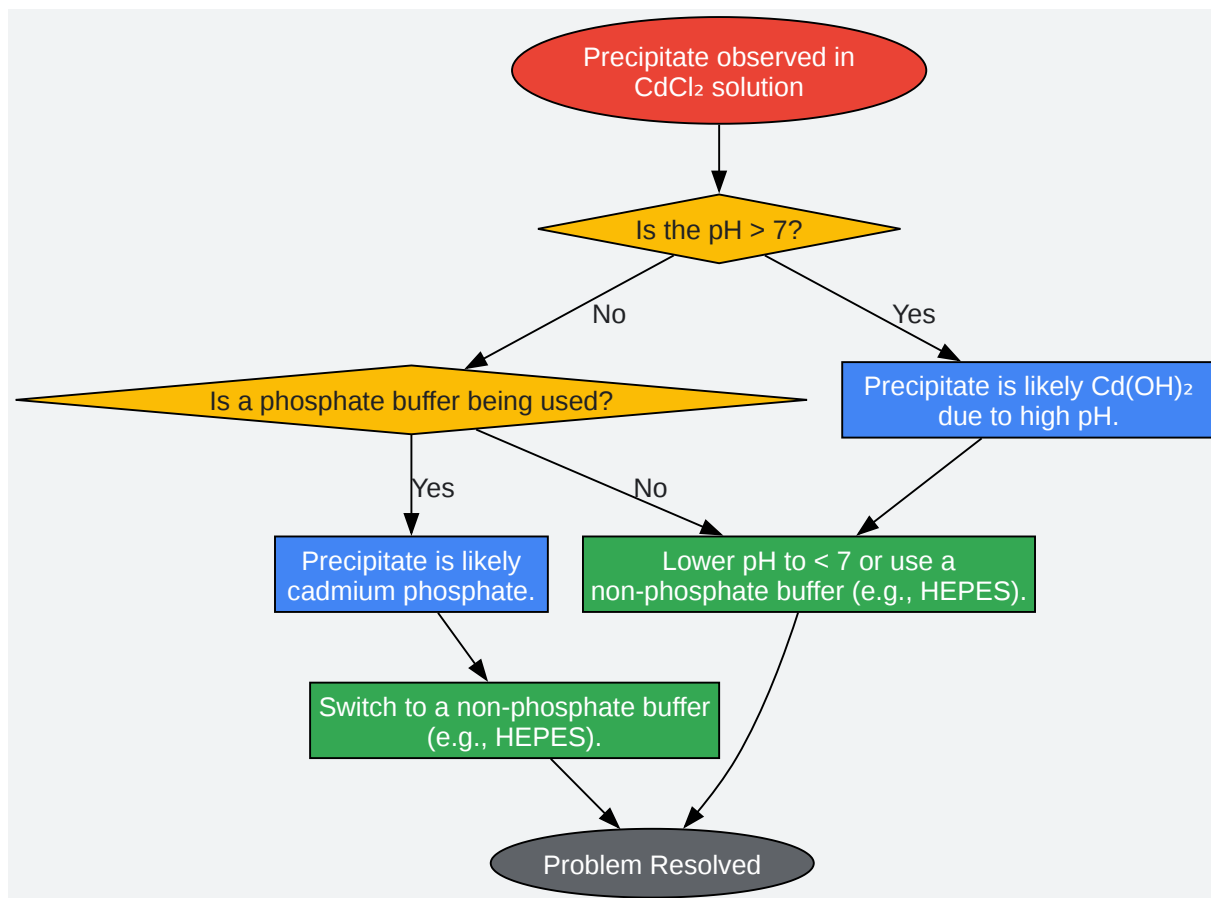 Precipitate observed in
CdCl₂ solution
Is the pH > 7?
No
Yes
Is a phosphate buffer being used?
Precipitate is likely Cd(OH)₂
due to high pH.
Yes
No
Precipitate is likely
cadmium phosphate.
Lower pH to < 7 or use a
non-phosphate buffer (e.g., HEPES).
Switch to a non-phosphate buffer
(e.g., HEPES).
Problem Resolved